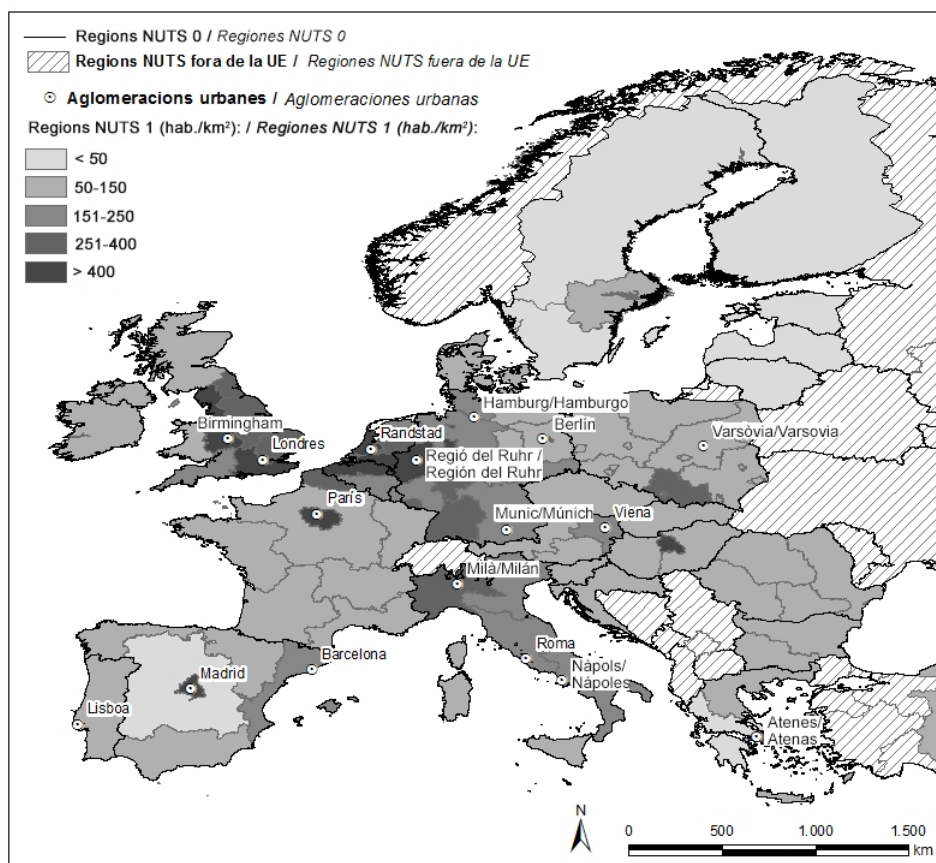 Regions NUTS 0 / Regiones NUTS 0
Regions NUTS fora de la UE / Regiones NUTS fuera de la UE
Aglomeracions urbanes / Aglomeraciones urbanas
Regions NUTS 1 (hab./km²): / Regiones NUTS 1 (hab./km²):
< 50
50-150
151-250
251-400
> 400
Hamburg/Hamburgo
Birmingham
Randstad
Berlín
Varsòvia/Varsovia
Londres
Regió del Ruhr /
Región del Ruhr
París
Munic/Múnich
Viena
Milà/Milán
Barcelona
Roma
Madrid
Nàpols/
Nápoles
Lisboa
Atenes/
Atenas
N
0 500 1.000 1.500
km